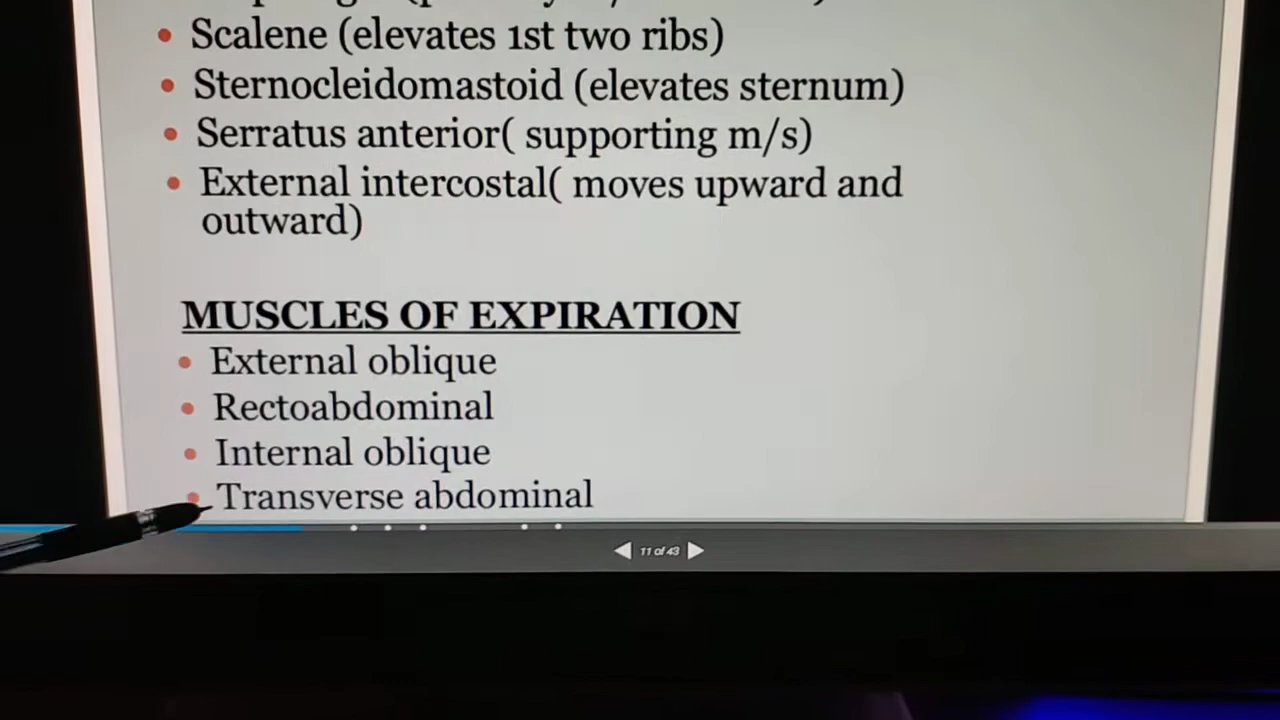 • Scalene (elevates 1st two ribs)
• Sternocleidomastoid (elevates sternum)
• Serratus anterior( supporting m/s)
• External intercostal( moves upward and
outward)
MUSCLES OF EXPIRATION
• External oblique
• Rectoabdominal
• Internal oblique
• Transverse abdominal
11 of 43